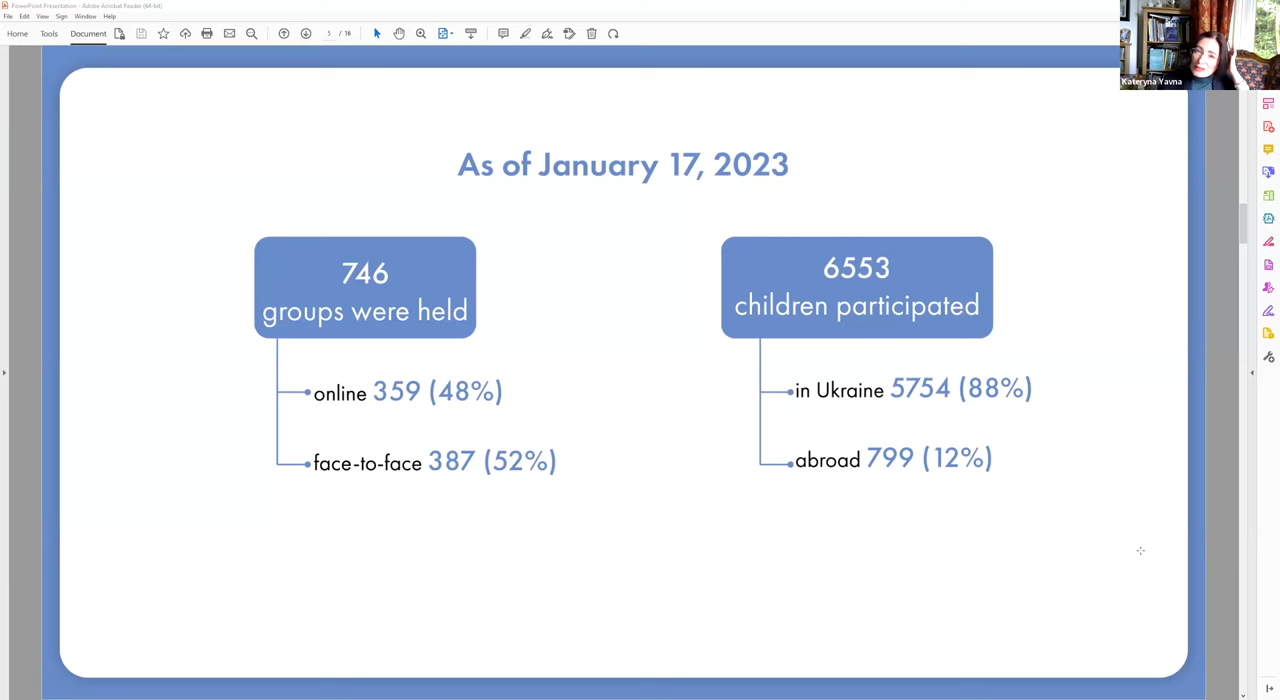 PowerPoint Presentation - Adobe Acrobat Reader (64-bit)
File Edit View Sign Window Help
Home Tools Document 5 / 16
Kateryna Yavna
As of January 17, 2023
746
groups were held
online 359 (48%)
face-to-face 387 (52%)
6553
children participated
in Ukraine 5754 (88%)
abroad 799 (12%)